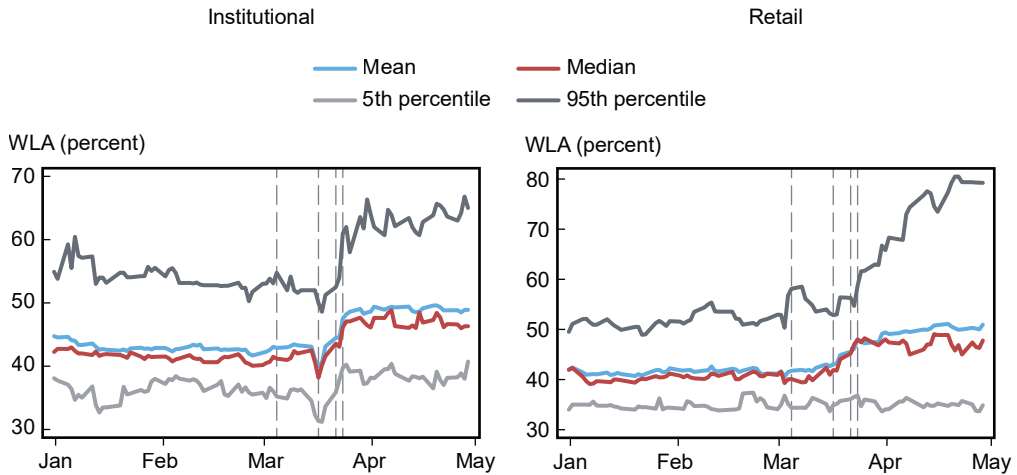 Institutional
Retail
Mean
Median
5th percentile
95th percentile
WLA (percent)
WLA (percent)
70
60
50
40
30
Jan Feb Mar Apr May
80
70
60
50
40
30
Jan Feb Mar Apr May